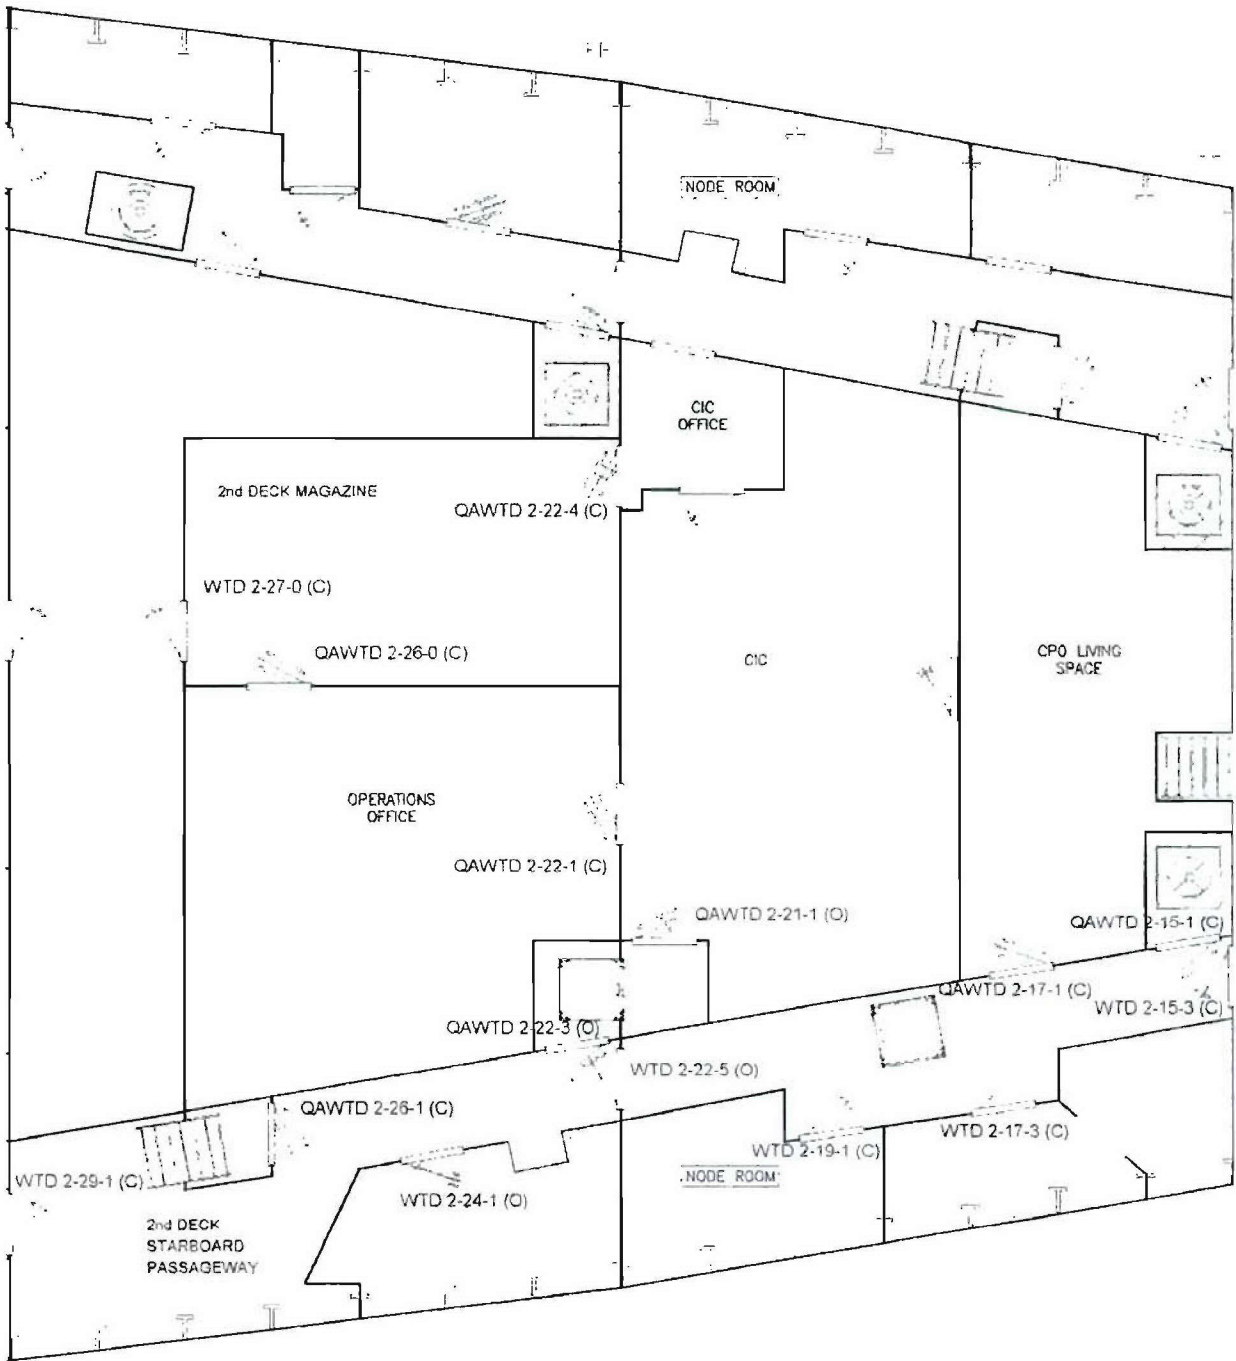 NODE ROOM
CIC
OFFICE
2nd DECK MAGAZINE
QAWTD 2-22-4 (C)
WTD 2-27-0 (C)
QAWTD 2-26-0 (C)
CIC
CPO LIVING
SPACE
OPERATIONS
OFFICE
QAWTD 2-22-1 (C)
QAWTD 2-21-1 (O)
QAWTD 2-15-1 (C)
QAWTD 2-17-1 (C)
WTD 2-15-3 (C)
QAWTD 2-22-3 (O)
WTD 2-22-5 (O)
QAWTD 2-26-1 (C)
WTD 2-17-3 (C)
WTD 2-19-1 (C)
WTD 2-29-1 (C)
NODE ROOM
WTD 2-24-1 (O)
2nd DECK
STARBOARD
PASSAGEWAY